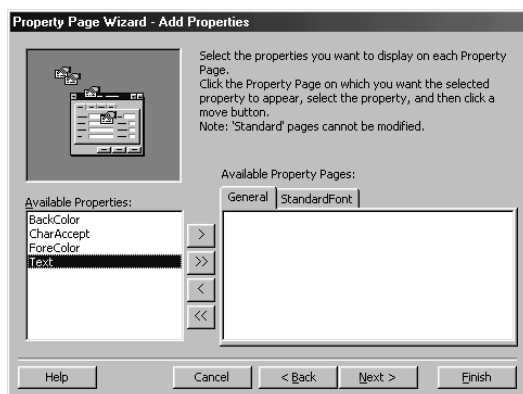 Property Page Wizard - Add Properties
Select the properties you want to display on each Property
Page.
Click the Property Page on which you want the selected
property to appear, select the property, and then click a
move button.
Note: 'Standard' pages cannot be modified.
Available Property Pages:
General StandardFont
Available Properties:
BackColor
CharAccept
ForeColor
Text
>
>>
<
<<
Help Cancel < Back Next > Finish